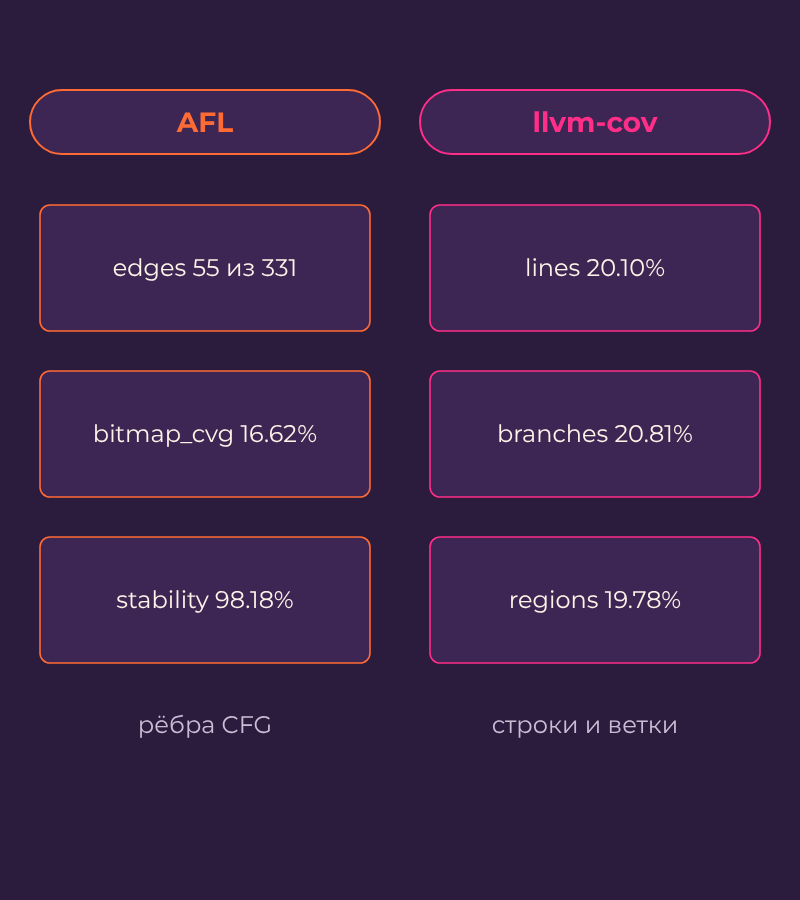 AFL
edges 55 из 331
bitmap_cvg 16.62%
stability 98.18%
рёбра CFG
llvm-cov
lines 20.10%
branches 20.81%
regions 19.78%
строки и ветки